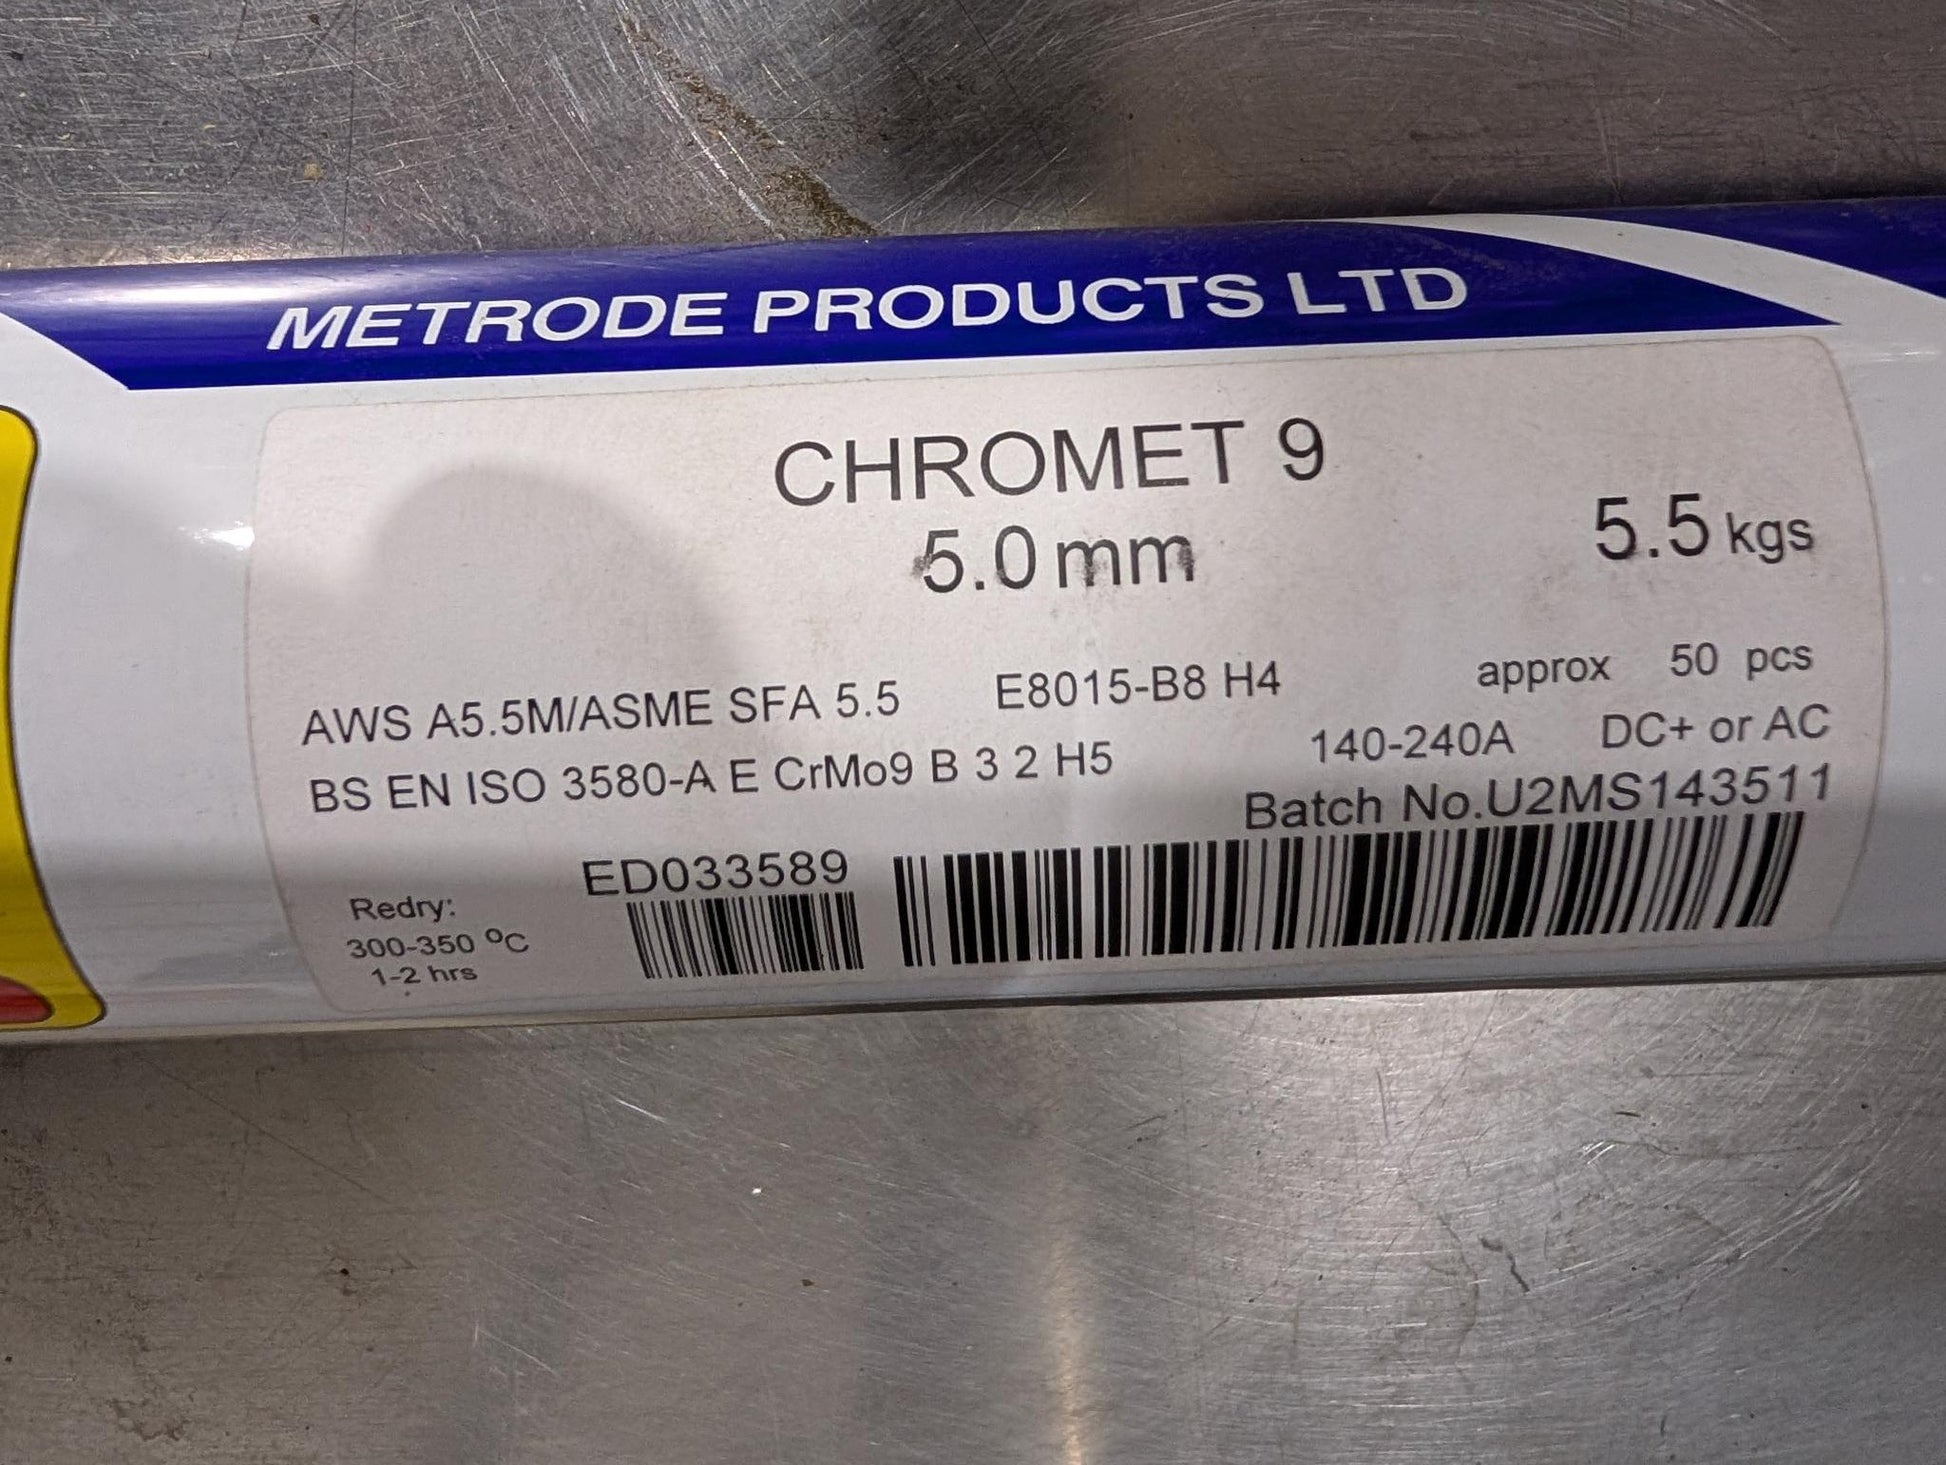 METRODE PRODUCTS LTD
CHROMET 9
5.0 mm
5.5 kgs
AWS A5.5M/ASME SFA 5.5 E8015-B8 H4
approx 50 pcs
BS EN ISO 3580-A E CrMo9 B 3 2 H5
140-240A DC+ or AC
Batch No.U2MS143511
ED033589
Redry:
300-350 ºC
1-2 hrs